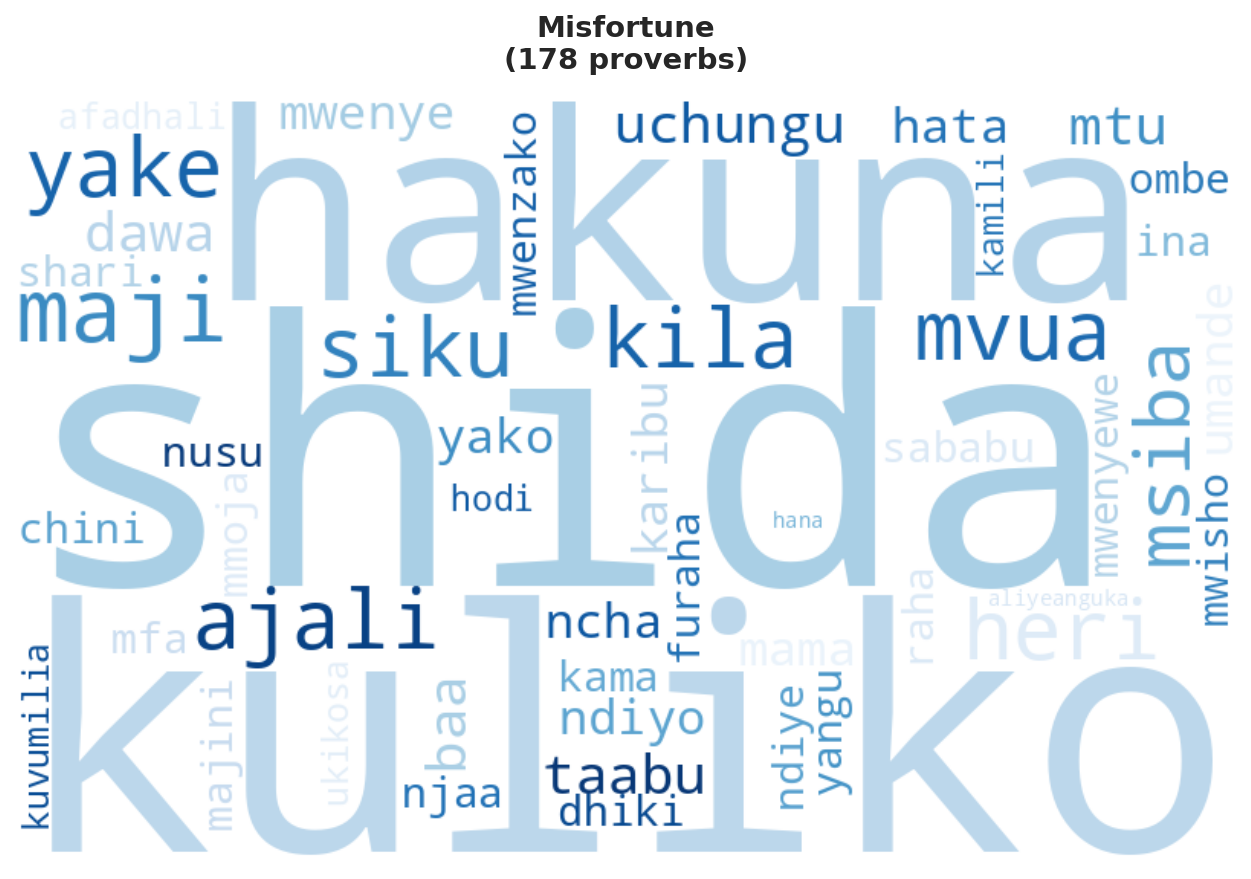 Misfortune
(178 proverbs)
afadhali
mwenye
hakuna
mwenzako
uchungu
hata
mtu
yake
kamili
ombe
dawa
ina
shari
maji
siku
kila
mvua
umande
shida
msiba
karibu
mwenyewe
nusu
yako
sababu
hodi
hana
chini
mmoja
mwisho
furaha
ajali
ncha
raha
aliyeanguka
heri
mfa
mama
kuliko
kuvumilia
majini
ukikosa
baa
kama
ndiyo
ndiye
yangu
njaa
taabu
dhiki